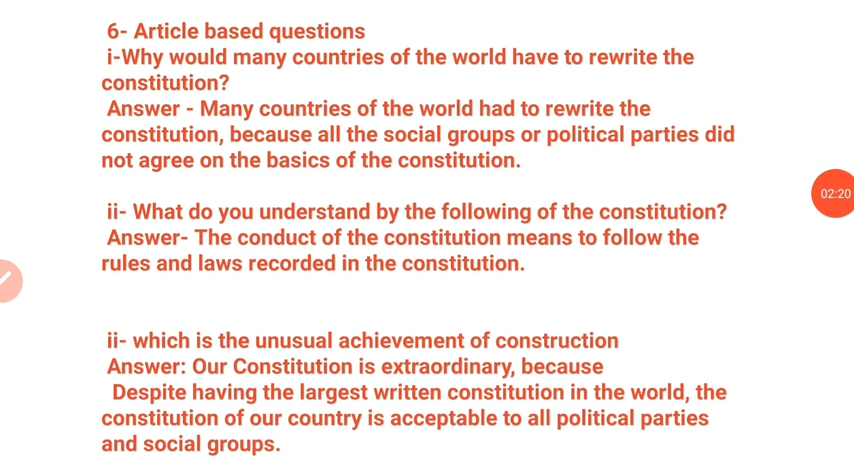 6- Article based questions
i-Why would many countries of the world have to rewrite the
constitution?
Answer - Many countries of the world had to rewrite the
constitution, because all the social groups or political parties did
not agree on the basics of the constitution.
02:20
ii- What do you understand by the following of the constitution?
Answer- The conduct of the constitution means to follow the
rules and laws recorded in the constitution.
ii- which is the unusual achievement of construction
Answer: Our Constitution is extraordinary, because
Despite having the largest written constitution in the world, the
constitution of our country is acceptable to all political parties
and social groups.